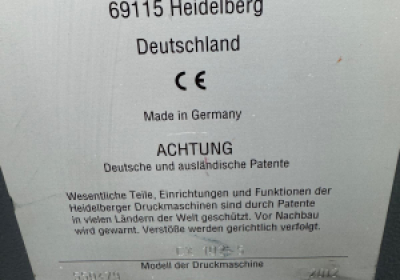 69115 Heidelberg
Deutschland
CE
Made in Germany
ACHTUNG
Deutsche und ausländische Patente
Wesentliche Teile, Einrichtungen und Funktionen der
Heidelberger Druckmaschinen sind durch Patente
in vielen Ländern der Welt geschützt. Vor Nachbau
wird gewarnt. Verstöße werden gerichtlich verfolgt.
Modell der Druckmaschine